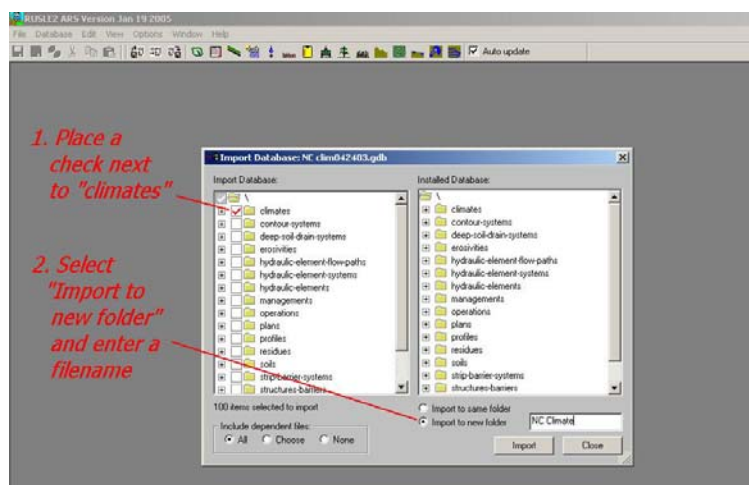 RUSLE2 ARS Version Jan 19 2005
File Database Edit View Options Window Help
Auto update
1. Place a
check next
to "climates"
2. Select
"Import to
new folder"
and enter a
filename
Import Database: NC clim042403.gdb
Import Database:
\
climates
contour-systems
deep-soil-drain-systems
erosivities
hydraulic-element-flow-paths
hydraulic-element-systems
hydraulic-elements
managements
operations
plans
profiles
residues
soils
strip-barrier-systems
structures-barriers
100 items selected to import
Include dependent files:
All Choose None
Installed Database:
\
climates
contour-systems
deep-soil-drain-systems
erosivities
hydraulic-element-flow-paths
hydraulic-element-systems
hydraulic-elements
managements
operations
plans
profiles
residues
soils
strip-barrier-systems
structures-barriers
Import to same folder
Import to new folder
NC Climate
Import Close